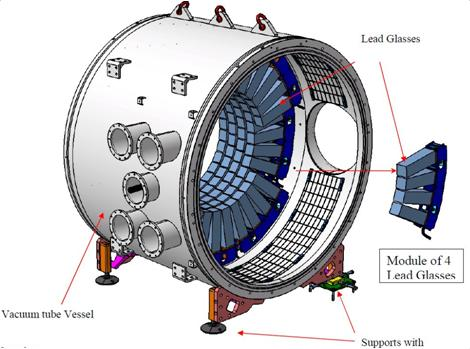 Lead Glasses
Module of 4
Lead Glasses
Vacuum tube Vessel
Supports with